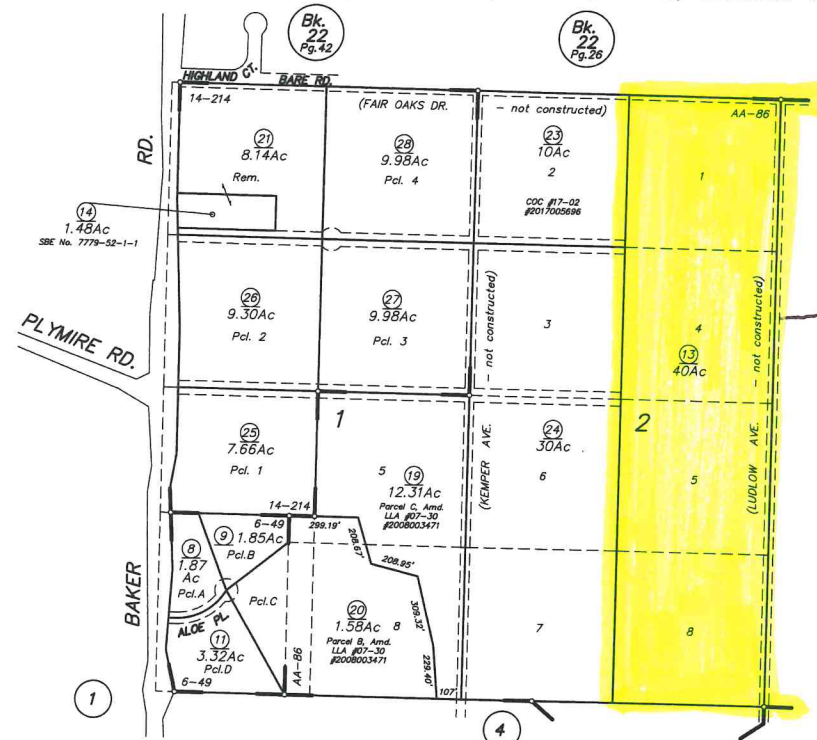 Bk.
22
Pg.42
Bk.
22
Pg.26
HIGHLAND CT.
BARE RD.
14-214
(FAIR OAKS DR.
- not constructed)
AA-86
RD.
21
8.14Ac
Rem.
28
9.98Ac
Pcl. 4
23
10Ac
2
COC #17-02
#2017005696
1
14
1.48Ac
SBE No. 7779-52-1-1
26
9.30Ac
Pcl. 2
27
9.98Ac
Pcl. 3
- not constructed)
3
4
13
40Ac
- not constructed)
PLYMIRE RD.
25
7.66Ac
Pcl. 1
1
5
19
12.31Ac
Parcel C, Amd.
LLA #07-30
#2008003471
(KEMPER AVE.
24
30Ac
6
2
5
(LUDLOW AVE.
14-214
6-49
299.19'
208.67'
208.95'
309.32'
229.40'
107'
9
1.85Ac
Pcl.B
8
1.87
Ac
Pcl.A
Pcl.C
BAKER
ALOE PL.
11
3.32Ac
Pcl.D
6-49
AA-86
20
1.58Ac
8
Parcel B, Amd.
LLA #07-30
#2008003471
7
8
1
4